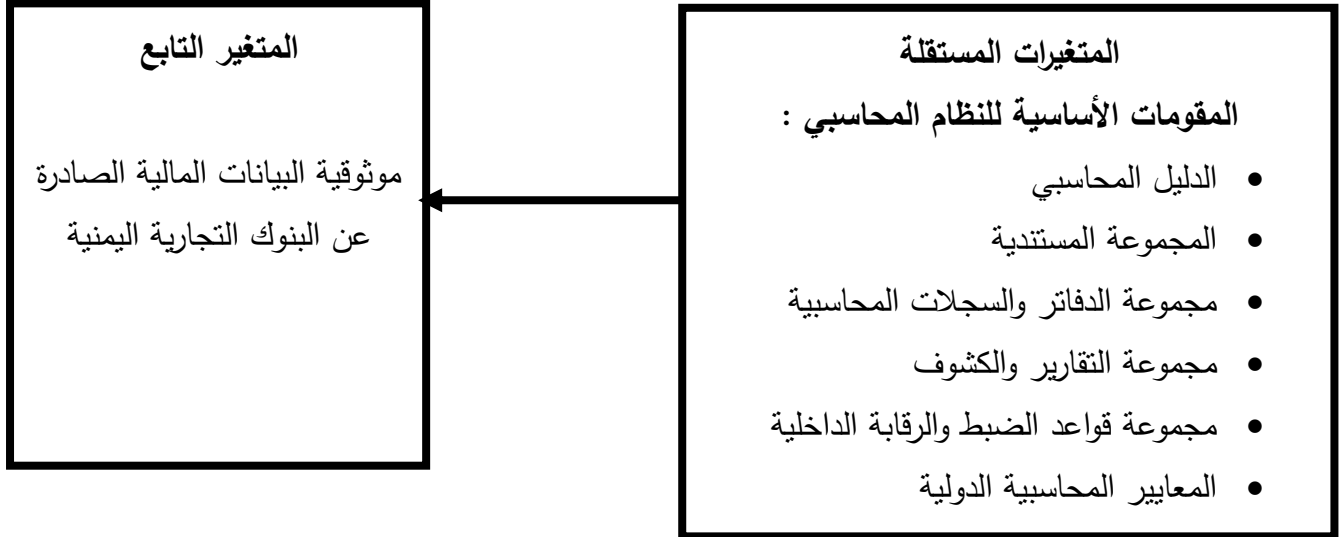 المتغيرات المستقلة
المقومات الأساسية للنظام المحاسبي :
• الدليل المحاسبي
• المجموعة المستندية
• مجموعة الدفاتر والسجلات المحاسبية
• مجموعة التقارير والكشوف
• مجموعة قواعد الضبط والرقابة الداخلية
• المعايير المحاسبية الدولية
المتغير التابع
موثوقية البيانات المالية الصادرة
عن البنوك التجارية اليمنية